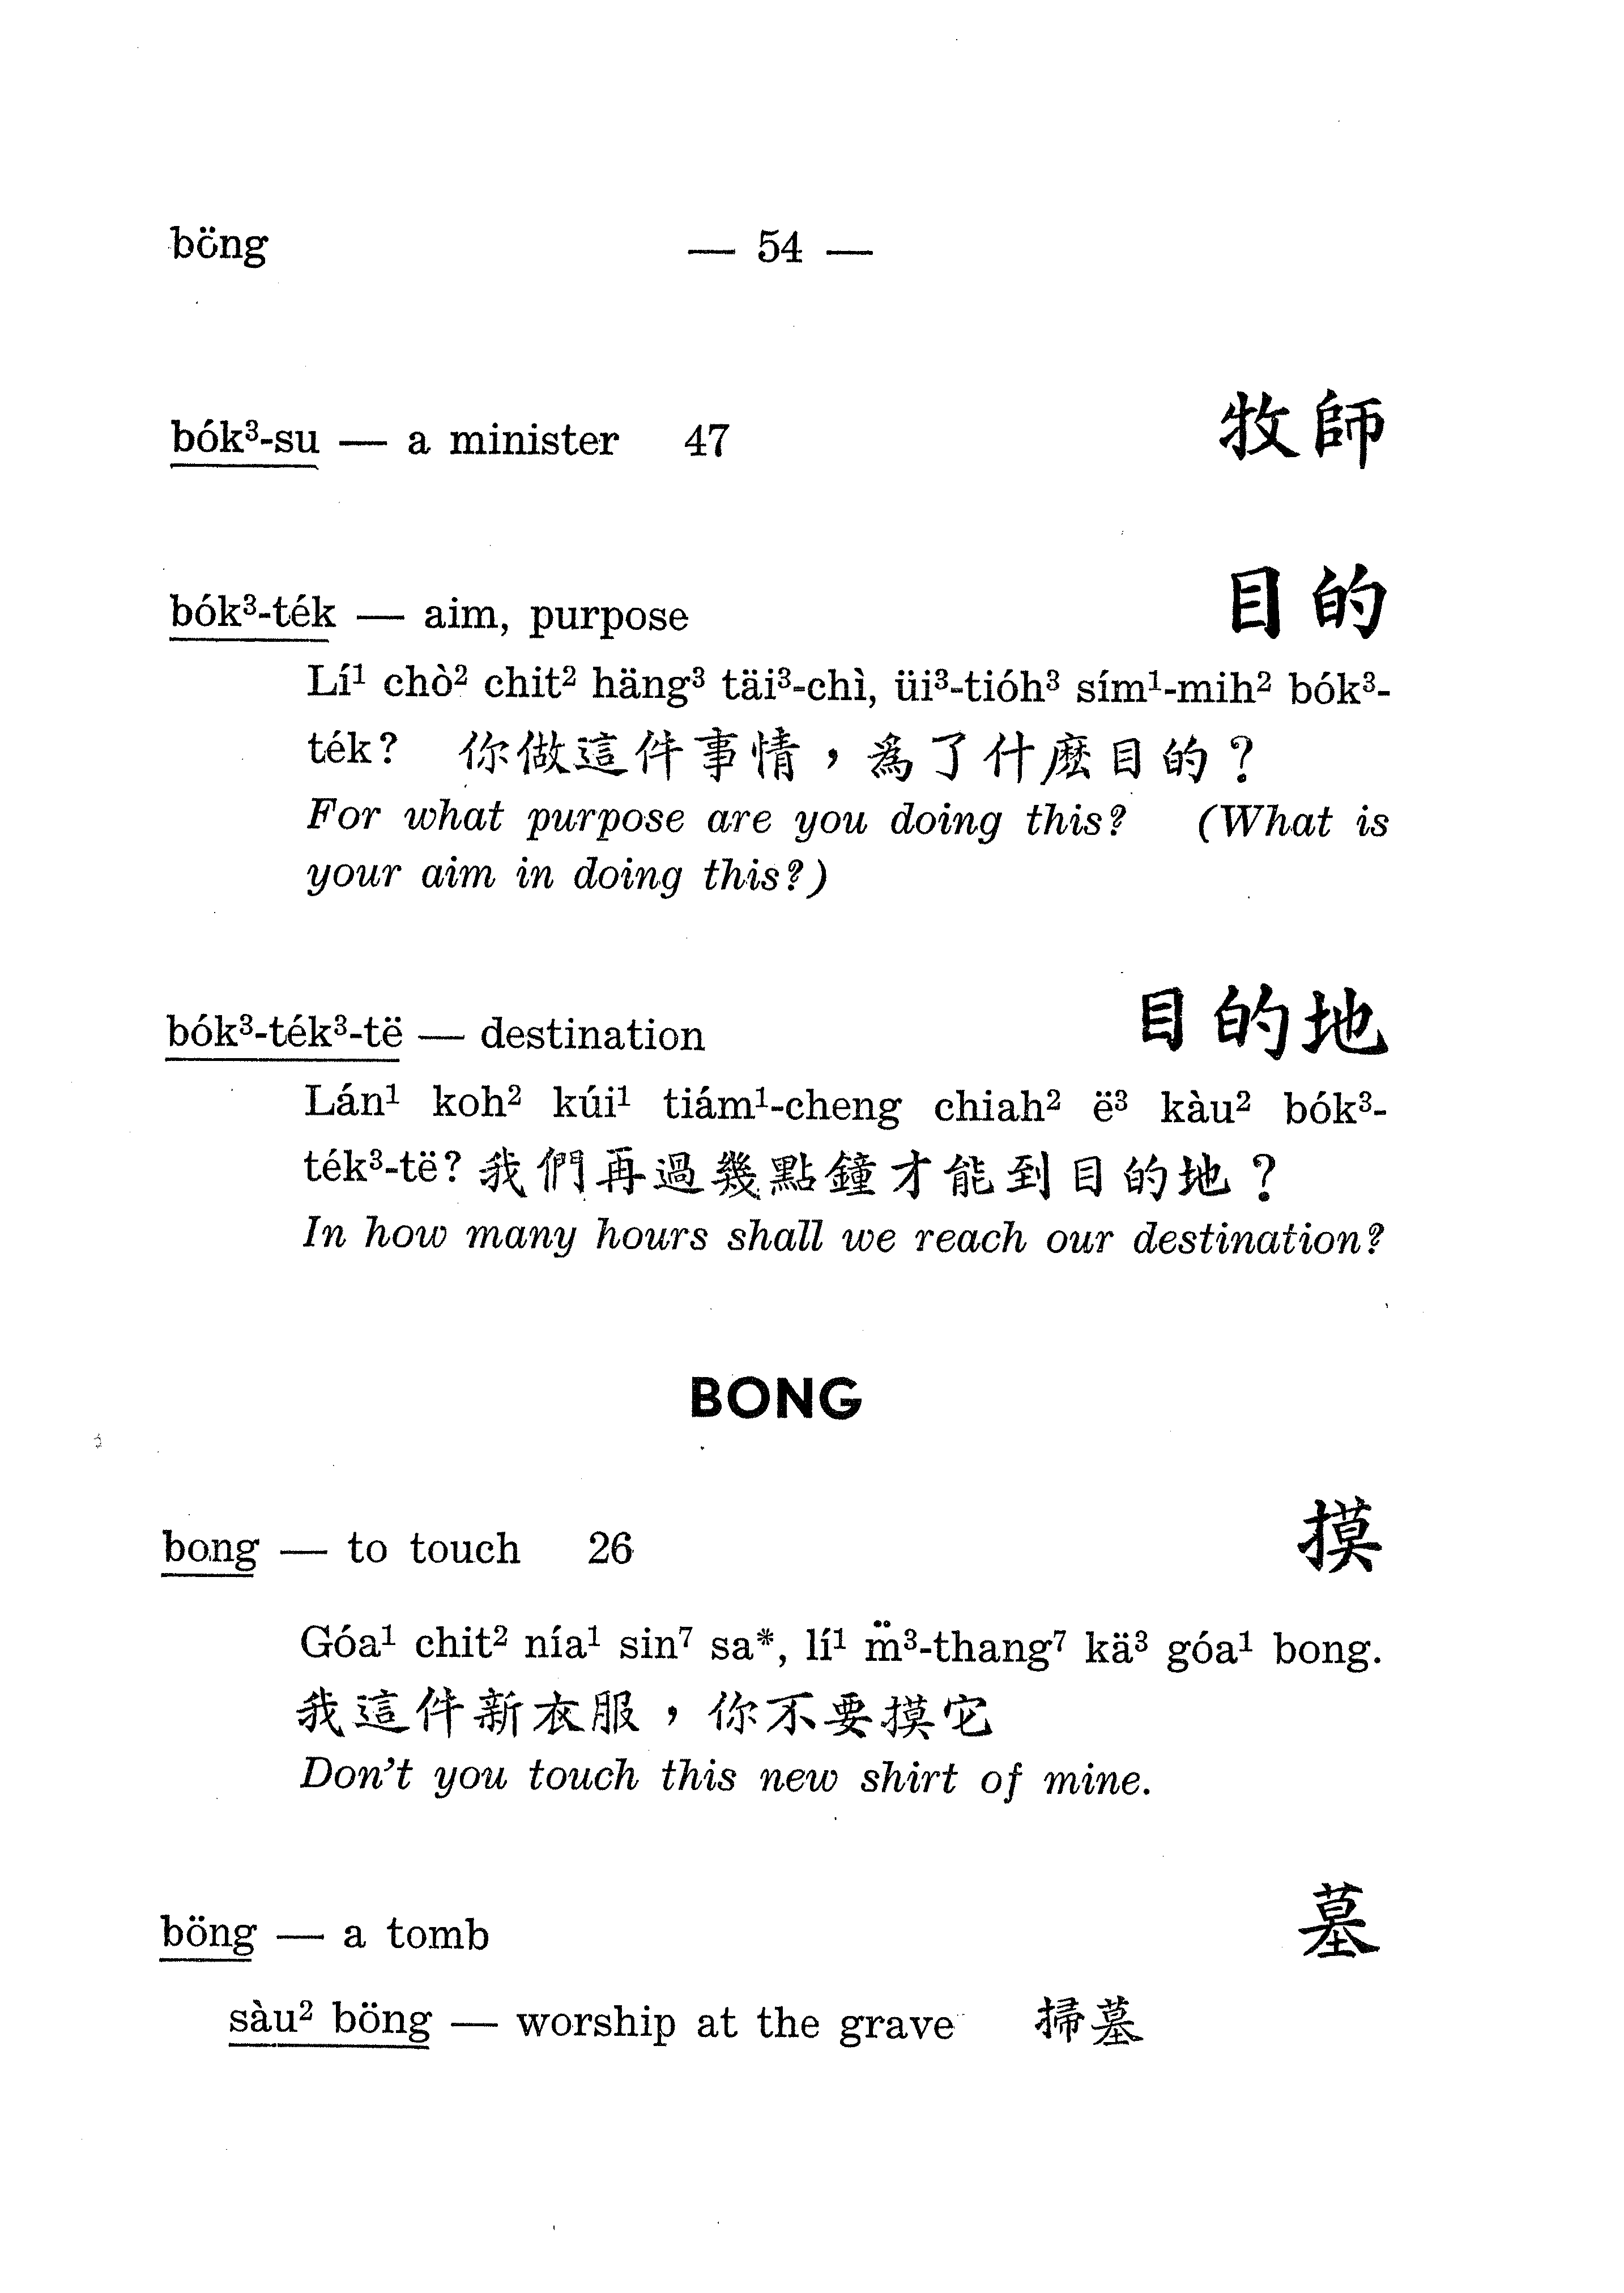 böng — 54 —
bók³-su — a minister 47 牧師
bók³-ték — aim, purpose 目的
Lí¹ chò² chit² häng³ täi³-chì, üi³-tióh³ sím¹-mih² bók³-
ték? 你做這件事情，為了什麼目的？
For what purpose are you doing this? (What is
your aim in doing this?)
bók³-ték³-të — destination 目的地
Lán¹ koh² kúi¹ tiám¹-cheng chiah² ë³ kàu² bók³-
ték³-të? 我們再過幾點鐘才能到目的地？
In how many hours shall we reach our destination?
BONG
bong — to touch 26 摸
Góa¹ chit² nía¹ sin⁷ sa*, lí¹ m̈³-thang⁷ kä³ góa¹ bong.
我這件新衣服，你不要摸它
Don't you touch this new shirt of mine.
böng — a tomb 墓
sàu² böng — worship at the grave 掃墓